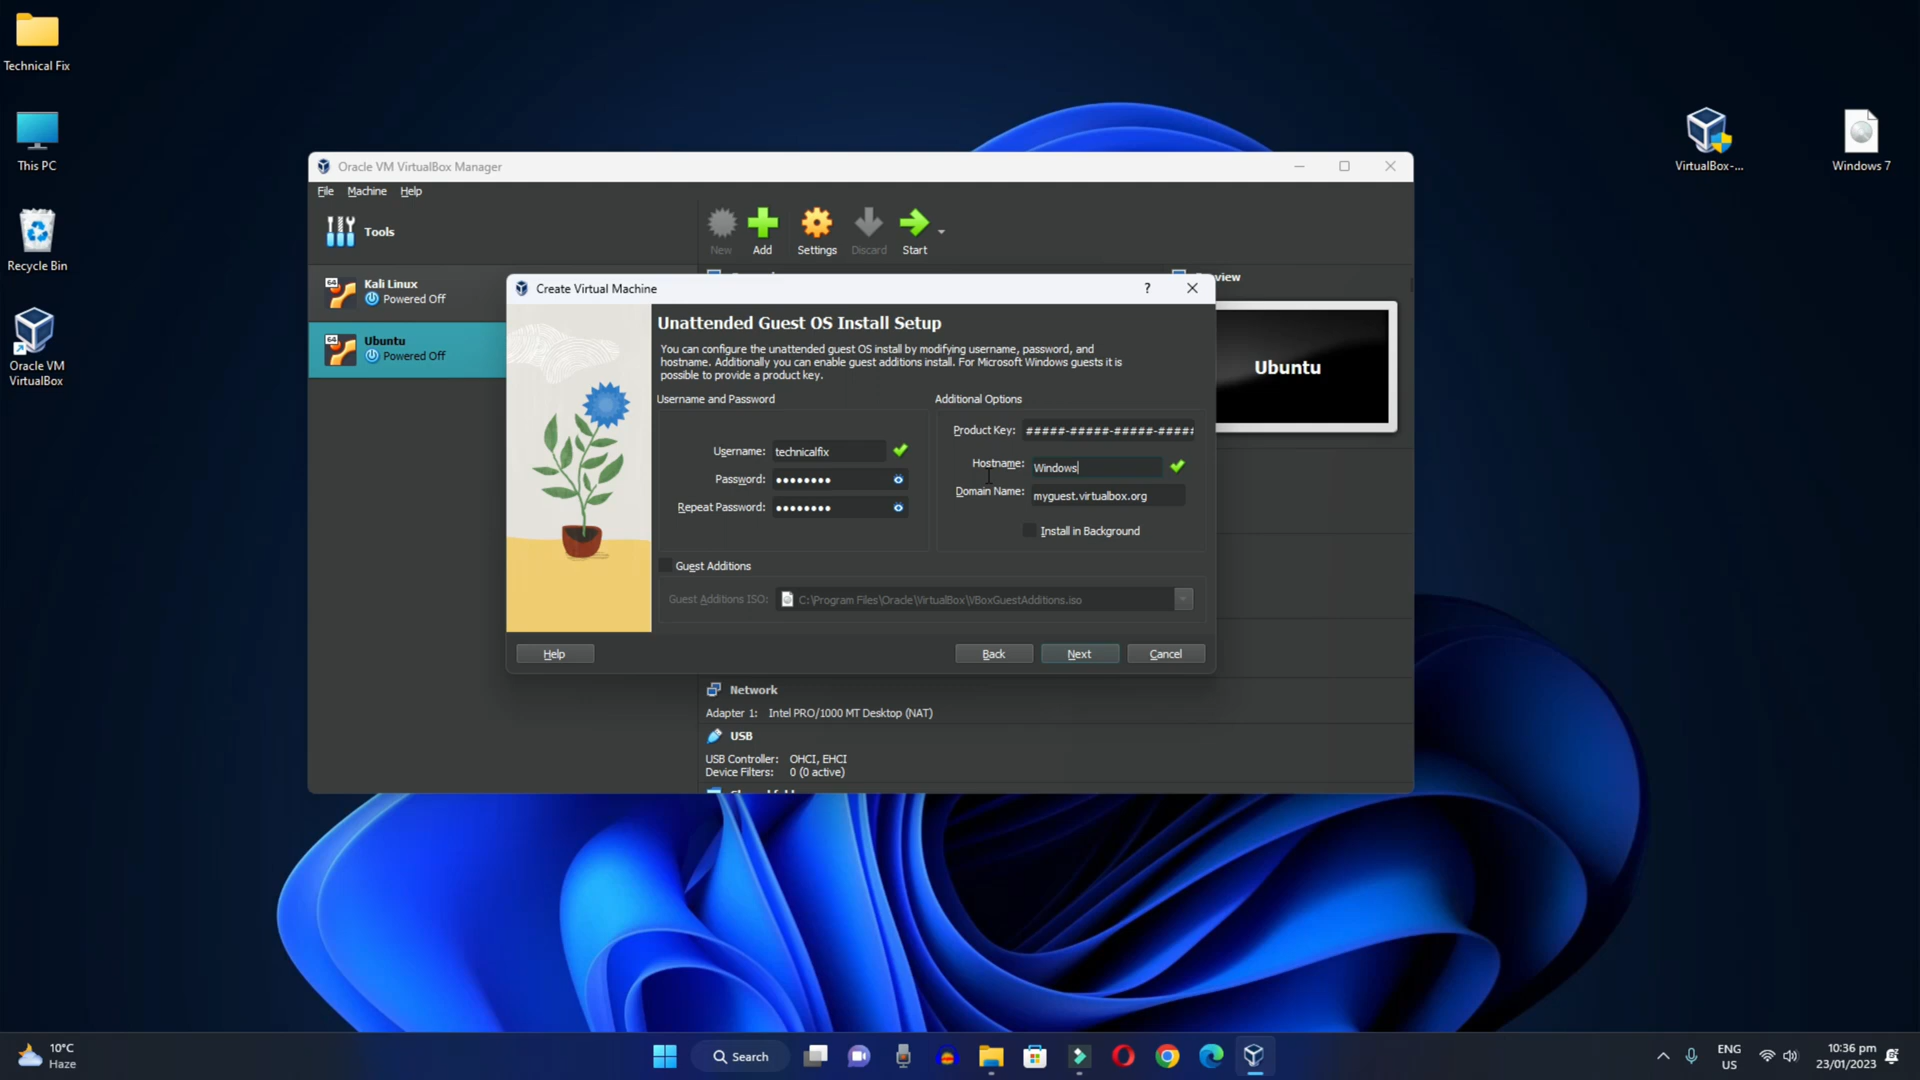 Technical Fix
This PC
Recycle Bin
Oracle VM
VirtualBox
VirtualBox-...
Windows 7
Oracle VM VirtualBox Manager
File Machine Help
Tools
New Add Settings Discard Start
64 Kali Linux
Powered Off
64 Ubuntu
Powered Off
Create Virtual Machine
?
Unattended Guest OS Install Setup
You can configure the unattended guest OS install by modifying username, password, and
hostname. Additionally you can enable guest additions install. For Microsoft Windows guests it is
possible to provide a product key.
Username and Password
Username: technicalfix
Password: ••••••••
Repeat Password: ••••••••
Additional Options
Product Key: #####-#####-#####-#####
Hostname: Windows
Domain Name: myguest.virtualbox.org
Install in Background
Guest Additions
Guest Additions ISO: C:\Program Files\Oracle\VirtualBox\VBoxGuestAdditions.iso
Help Back Next Cancel
Ubuntu
Network
Adapter 1: Intel PRO/1000 MT Desktop (NAT)
USB
USB Controller: OHCI, EHCI
Device Filters: 0 (0 active)
10°C
Haze
Search
ENG
US
10:36 pm
23/01/2023